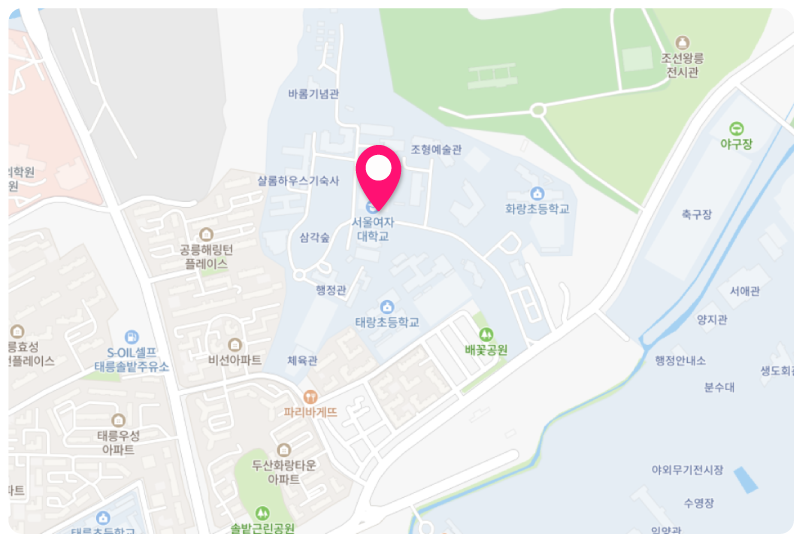 조선왕릉
전시관
바롬기념관
야구장
조형예술관
의학원
원
샬롬하우스기숙사
화랑초등학교
축구장
서울여자
대학교
삼각숲
공릉해링턴
플레이스
행정관
서애관
양지관
태랑초등학교
릉효성
플레이스
S-OIL셀프
태릉솔밭주유소
비선아파트
체육관
배꽃공원
행정안내소
생도회관
분수대
파리바게뜨
태릉우성
아파트
두산화랑타운
아파트
야외무기전시장
파트
수영장
솔밭근린공원
태릉초등학교